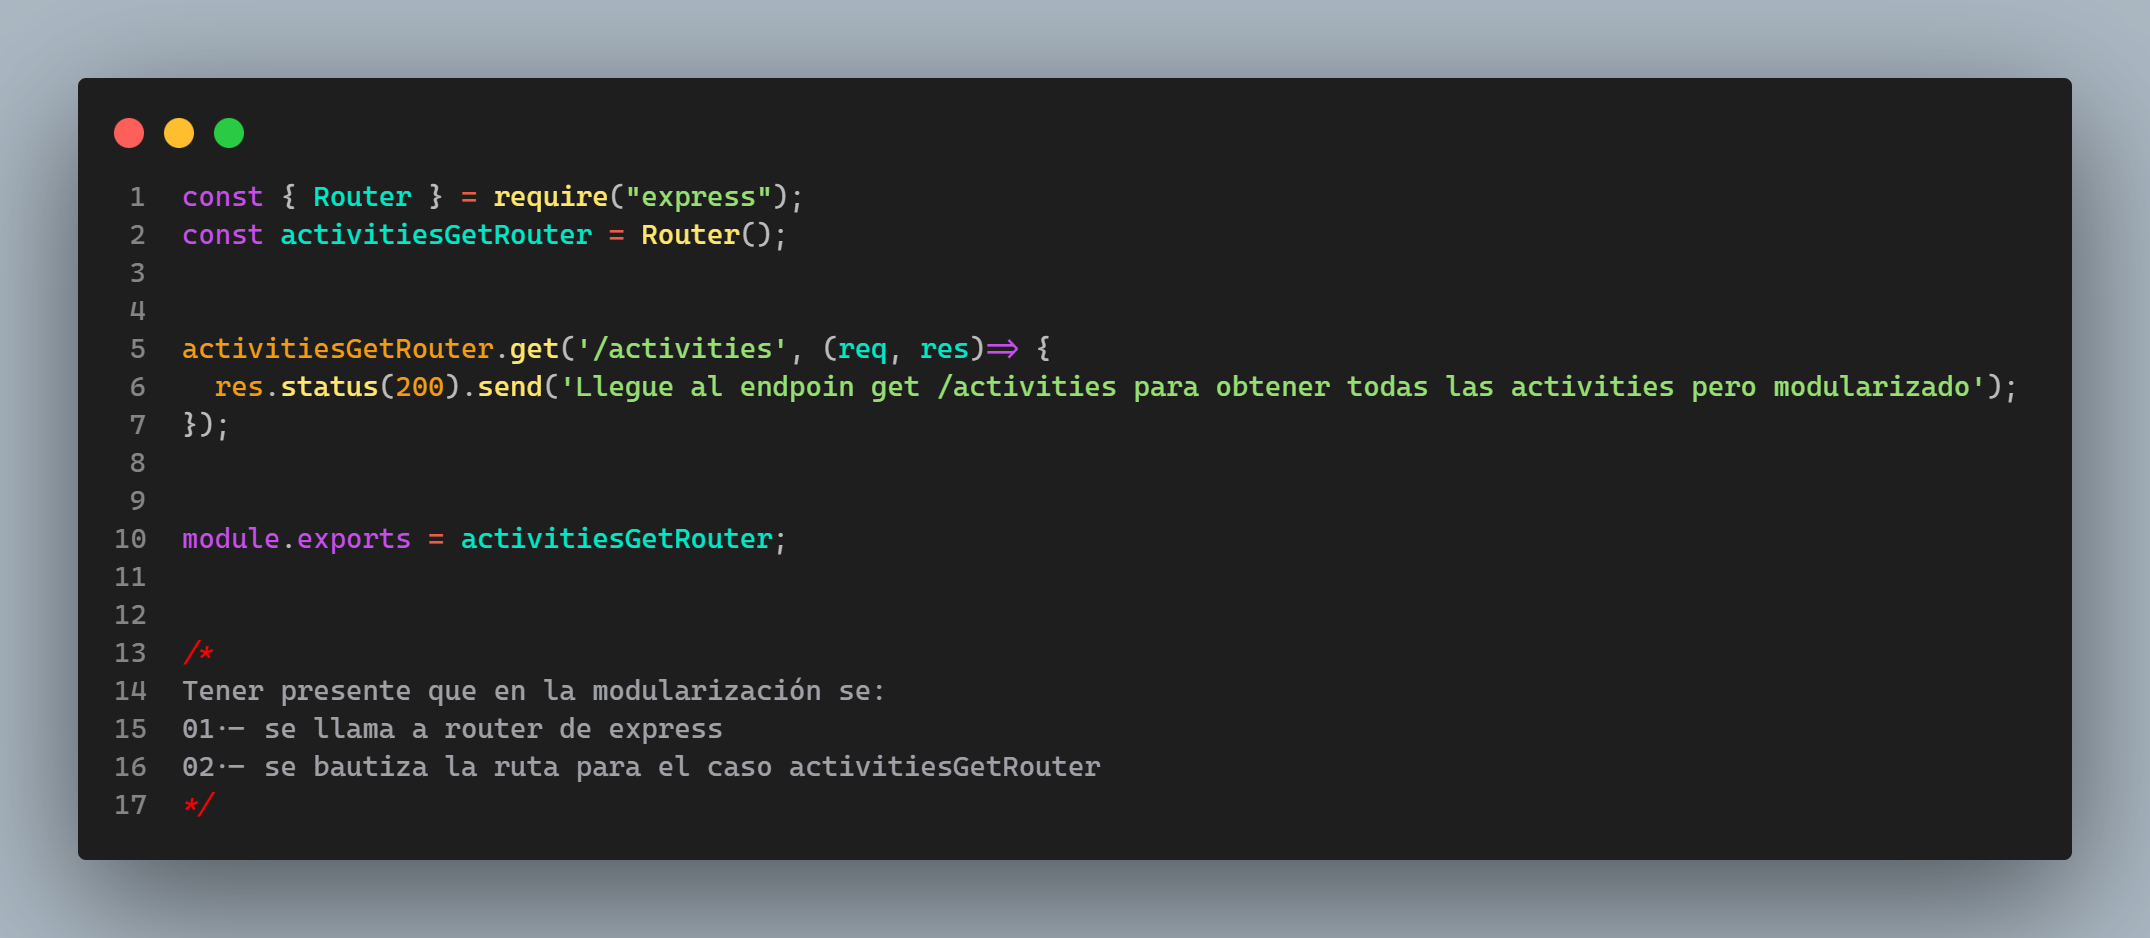 1 const { Router } = require("express");
2 const activitiesGetRouter = Router();
3
4
5 activitiesGetRouter.get('/activities', (req, res)=> {
6   res.status(200).send('Llegue al endpoin get /activities para obtener todas las activities pero modularizado');
7 });
8
9
10 module.exports = activitiesGetRouter;
11
12
13 /*
14 Tener presente que en la modularización se:
15 01.- se llama a router de express
16 02.- se bautiza la ruta para el caso activitiesGetRouter
17 */